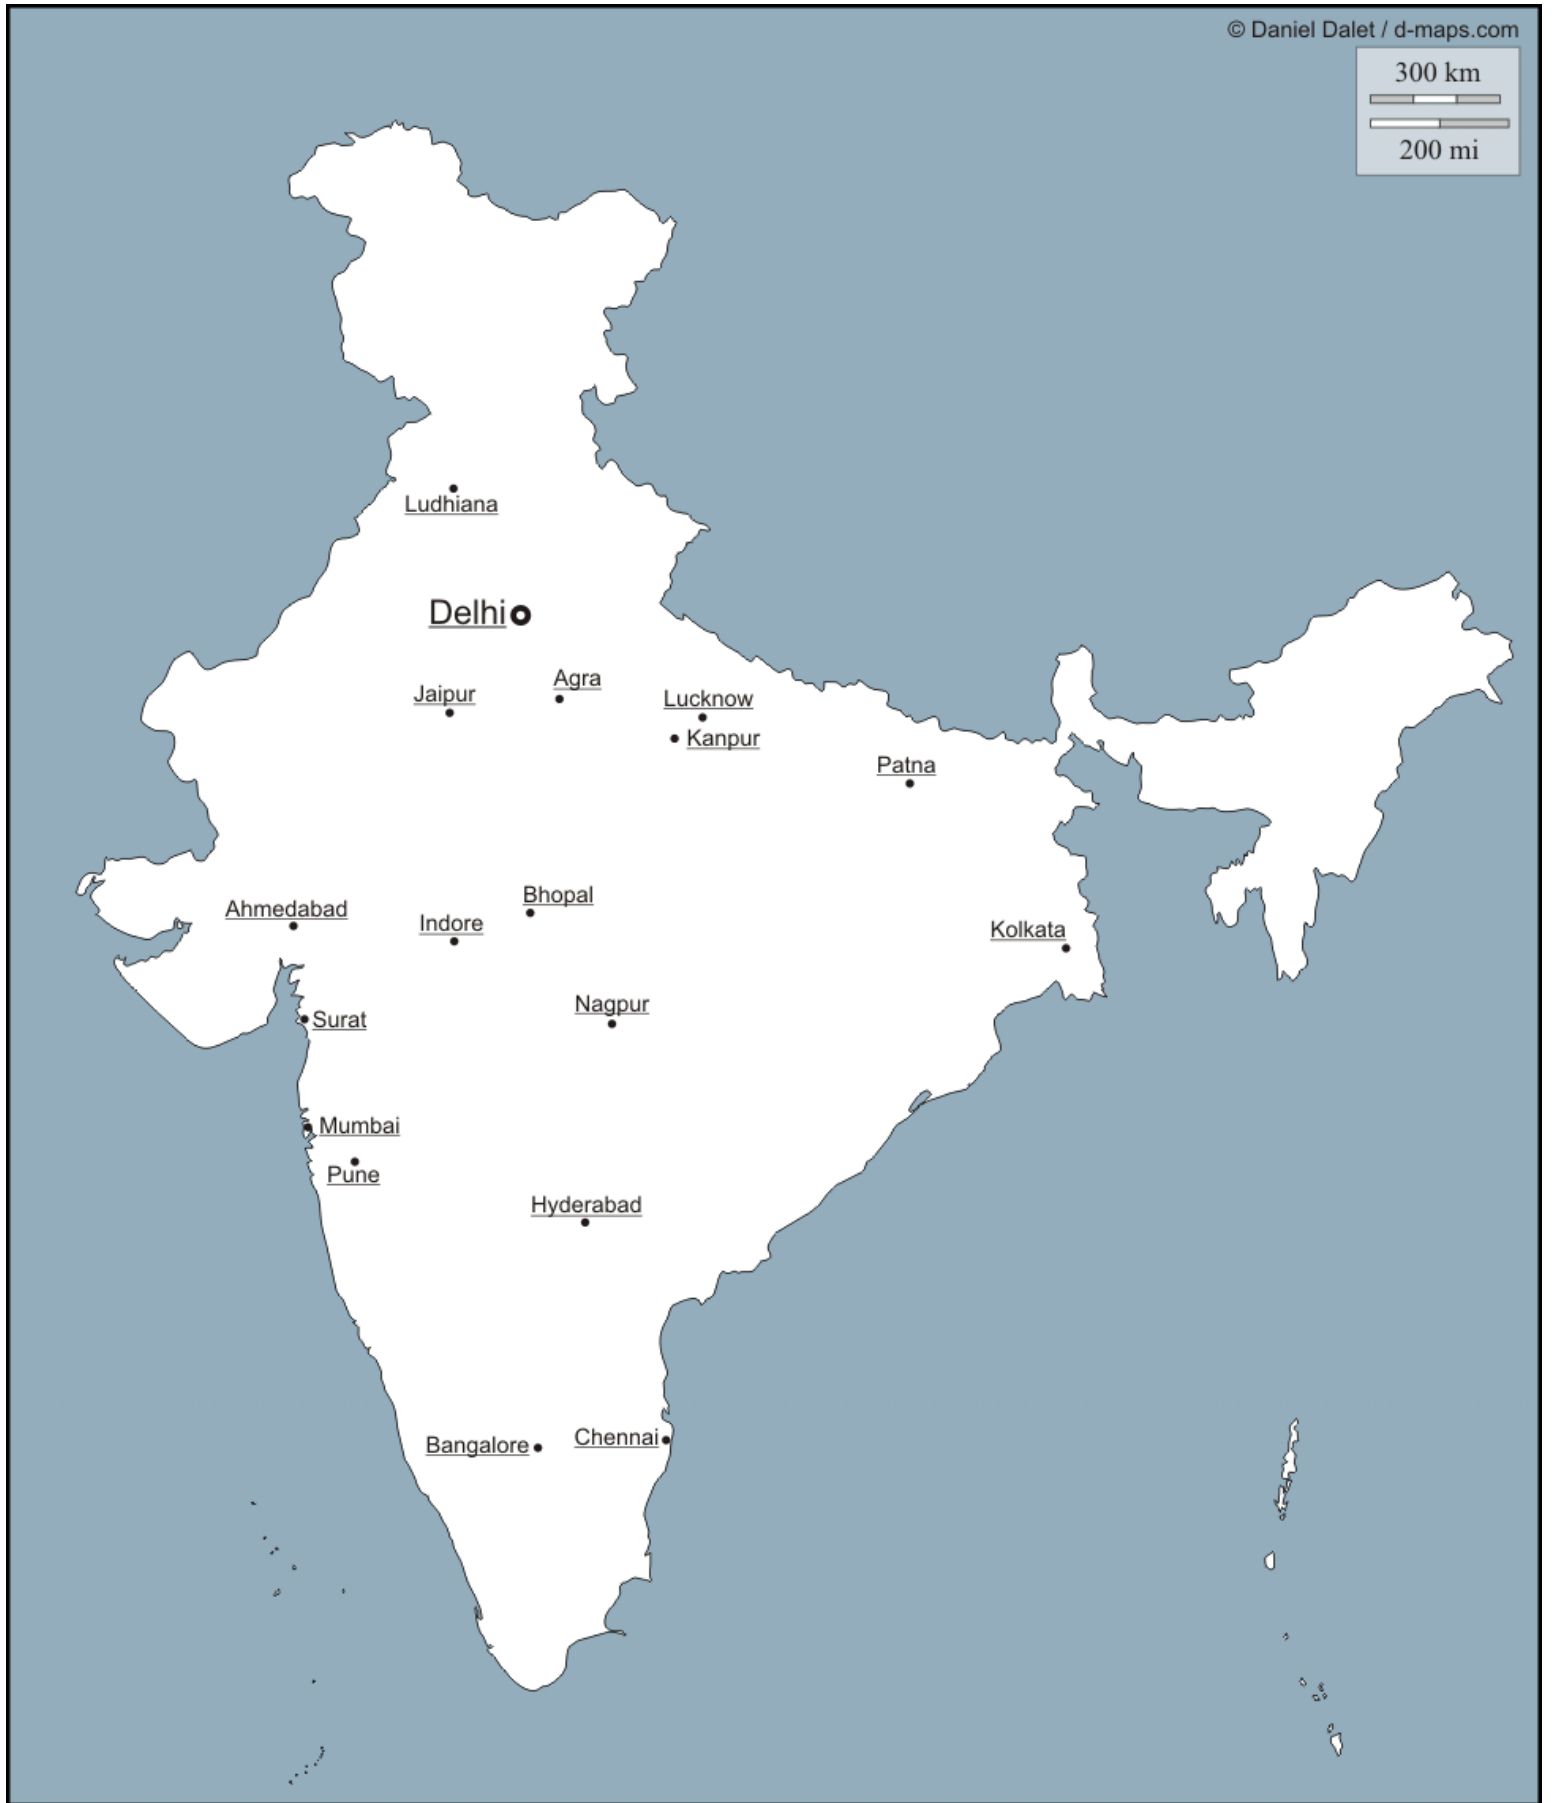 © Daniel Dalet / d-maps.com
300 km
200 mi
Ludhiana
Delhi
Agra
Jaipur
Lucknow
Kanpur
Patna
Bhopal
Ahmedabad
Indore
Kolkata
Nagpur
Surat
Mumbai
Pune
Hyderabad
Chennai
Bangalore